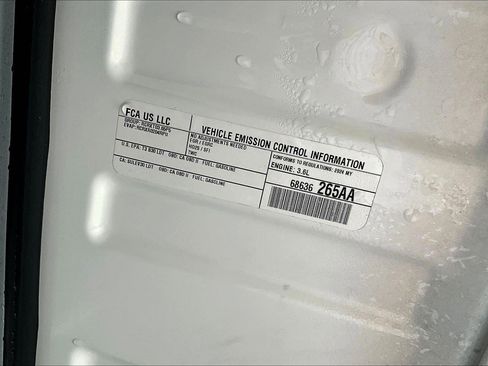 FCA US LLC
VEHICLE EMISSION CONTROL INFORMATION
NO ADJUSTMENTS NEEDED
CONFORMS TO REGULATIONS: 2024 MY
ENGINE: 3.6L
U.S. EPA: T3 B30 LDT OBD: CA OBD II FUEL: GASOLINE
CA: SULEV30 LDT OBD: CA OBD II FUEL: GASOLINE
68636 265AA